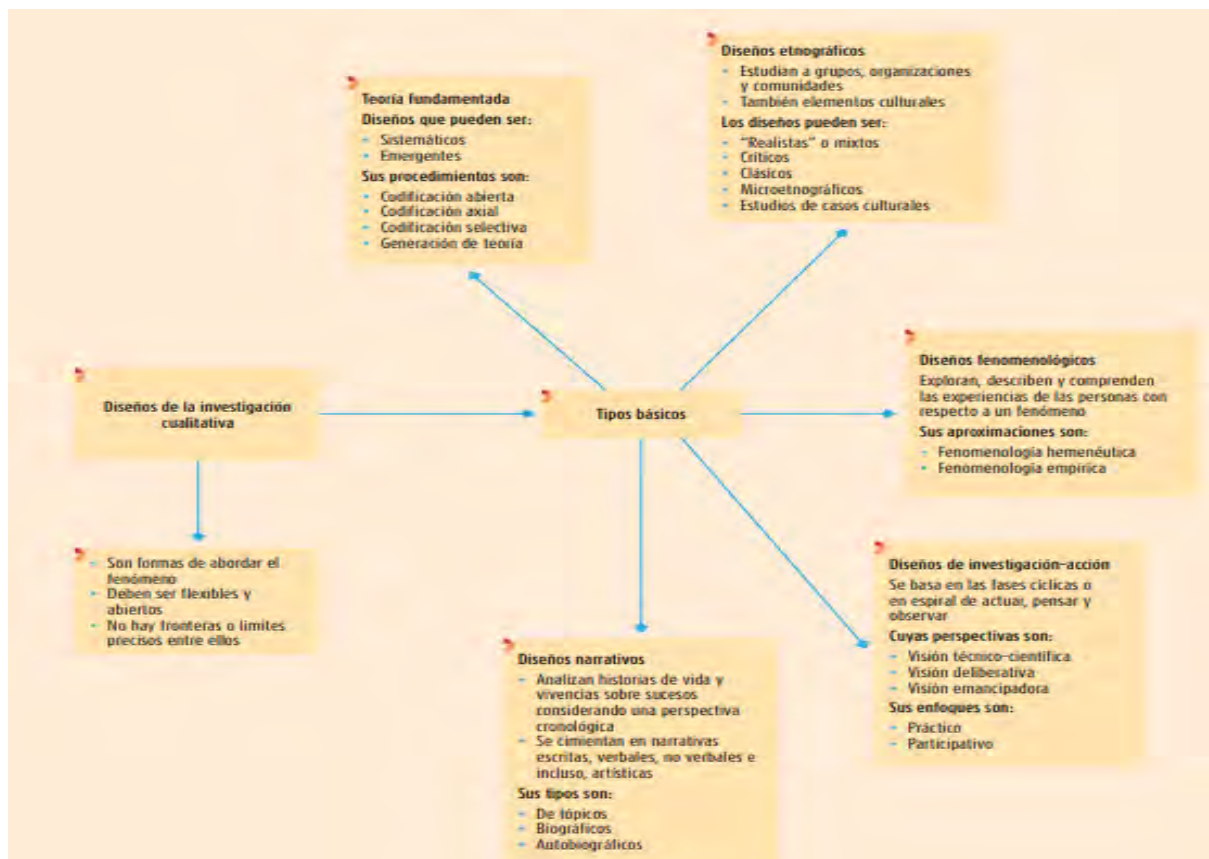 Diseños de la investigación
cualitativa
- Son formas de abordar el
fenómeno
- Deben ser flexibles y
abiertos
- No hay fronteras o límites
precisos entre ellos
Tipos básicos
Teoría fundamentada
Diseños que pueden ser:
- Sistemáticos
- Emergentes
Sus procedimientos son:
- Codificación abierta
- Codificación axial
- Codificación selectiva
- Generación de teoría
Diseños etnográficos
- Estudian a grupos, organizaciones
y comunidades
- También elementos culturales
Los diseños pueden ser:
- "Realistas" o mixtos
- Críticos
- Clásicos
- Microetnográficos
- Estudios de casos culturales
Diseños fenomenológicos
Exploran, describen y comprenden
las experiencias de las personas con
respecto a un fenómeno
Sus aproximaciones son:
- Fenomenología hemenéutica
- Fenomenología empírica
Diseños de investigación-acción
Se basa en las fases cíclicas o
en espiral de actuar, pensar y
observar
Cuyas perspectivas son:
- Visión técnico-científica
- Visión deliberativa
- Visión emancipadora
Sus enfoques son:
- Práctico
- Participativo
Diseños narrativos
- Analizan historias de vida y
vivencias sobre sucesos
considerando una perspectiva
cronológica
- Se cimientan en narrativas
escritas, verbales, no verbales e
incluso, artísticas
Sus tipos son:
- De tópicos
- Biográficos
- Autobiográficos